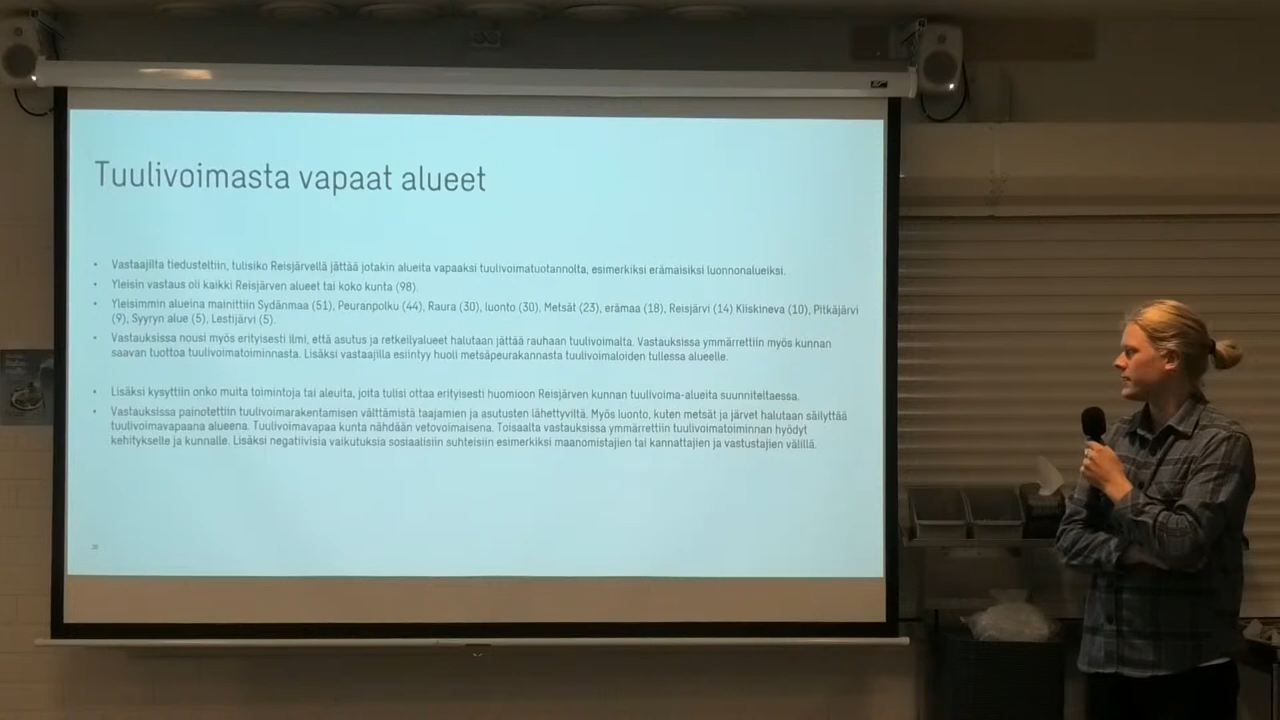 Tuulivoimasta vapaat alueet
• Vastaajilta tiedusteltiin, tulisiko Reisjärvellä jättää jotakin alueita vapaaksi tuulivoimatuotannolta, esimerkiksi erämaisiksi luonnonalueiksi.
• Yleisin vastaus oli kaikki Reisjärven alueet tai koko kunta (98).
• Yleisimmin alueina mainittiin Sydänmaa (51), Peuranpolku (44), Raura (30), luonto (30), Metsät (23), erämaa (18), Reisjärvi (14) Kliskineva (10), Pitkäjärvi
(9), Syyryn alue (5), Lestijärvi (5).
• Vastauksissa nousi myös erityisesti ilmi, että asutus ja retkeilyalueet halutaan jättää rauhaan tuulivoimalta. Vastauksissa ymmärrettiin myös kunnan
saavan tuottoa tuulivoimatoiminnasta. Lisäksi vastaajilla esiintyy huoli metsäpeurakannasta tuulivoimaloiden tullessa alueelle.
• Lisäksi kysyttiin onko muita toimintoja tai aleuita, joita tulisi ottaa erityisesti huomioon Reisjärven kunnan tuulivoima-alueita suunniteltaessa.
• Vastauksissa painotettiin tuulivoimarakentamisen välttämistä taajamien ja asutusten lähettyviltä. Myös luonto, kuten metsät ja järvet halutaan säilyttää
tuulivoimavapaana alueena. Tuulivoimavapaa kunta nähdään vetovoimaisena. Toisaalta vastauksissa ymmärrettiin tuulivoimatoiminnan hyödyt
kehitykselle ja kunnalle. Lisäksi negatiivisia vaikutuksia sosiaalisiin suhteisiin esimerkiksi maanomistajien tai kannattajien ja vastustajien välillä.